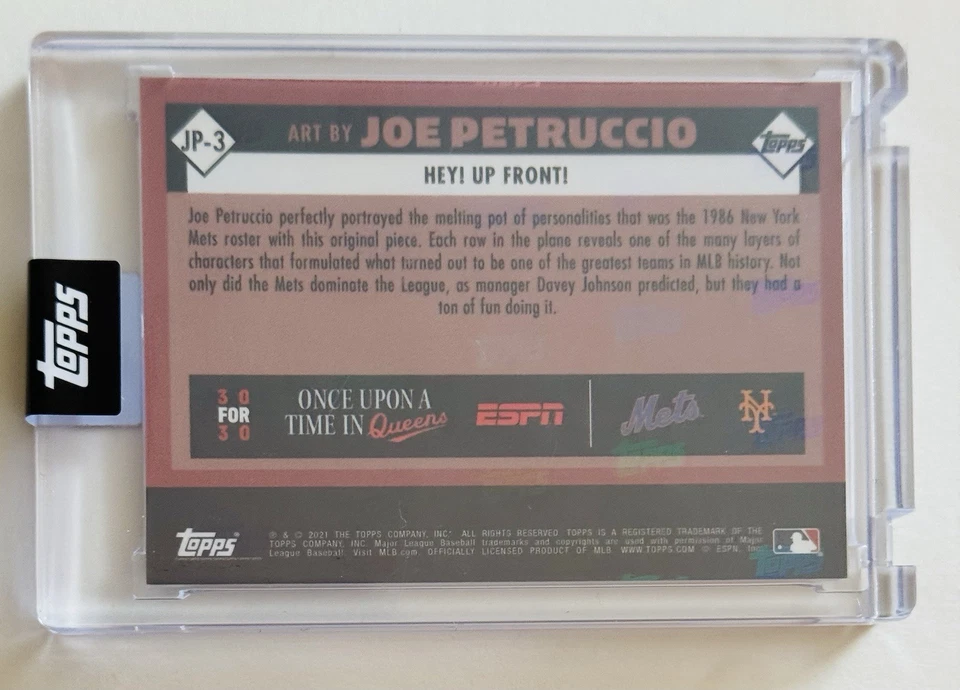 JP-3
ART BY JOE PETRUCCIO
Topps
HEY! UP FRONT!
Joe Petruccio perfectly portrayed the melting pot of personalities that was the 1986 New York
Mets roster with this original piece. Each row in the plane reveals one of the many layers of
characters that formulated what turned out to be one of the greatest teams in MLB history. Not
only did the Mets dominate the League, as manager Davey Johnson predicted, but they had a
ton of fun doing it.
Topps
30
FOR
30
ONCE UPON A
TIME IN Queens
ESPN
Mets
NY
Topps
® & © 2021 THE TOPPS COMPANY, INC. ALL RIGHTS RESERVED TOPPS IS A REGISTERED TRADEMARK OF THE
TOPPS COMPANY, INC. Major League Baseball trademarks and copyrights are used with permission of Major
League Baseball. Visit MLB.com. OFFICIALLY LICENSED PRODUCT OF MLB WWW.TOPPS.COM © ESPN, Inc.